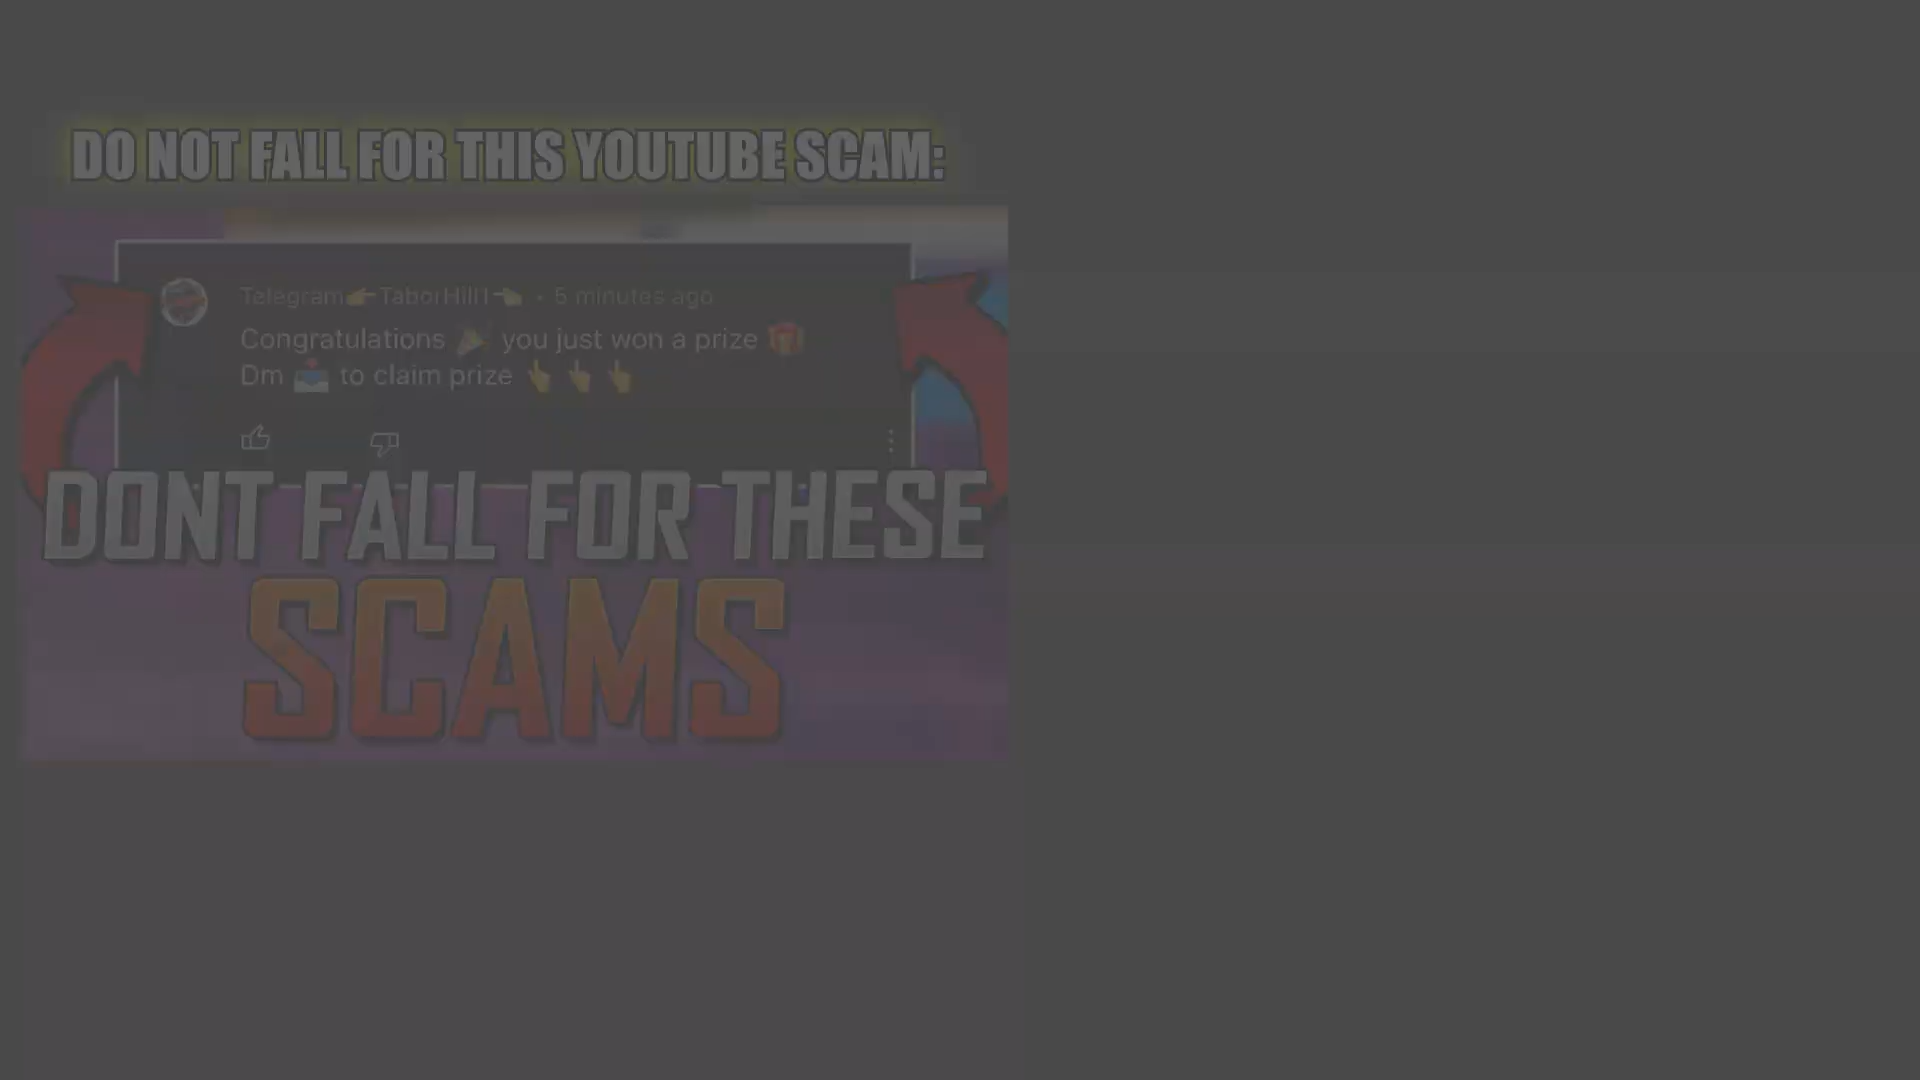 DO NOT FALL FOR THIS YOUTUBE SCAM:
Telegram👉TaborHill1👈 • 5 minutes ago
Congratulations 🎉 you just won a prize 🎁
Dm 📩 to claim prize 👆 👆 👆
DONT FALL FOR THESE
SCAMS